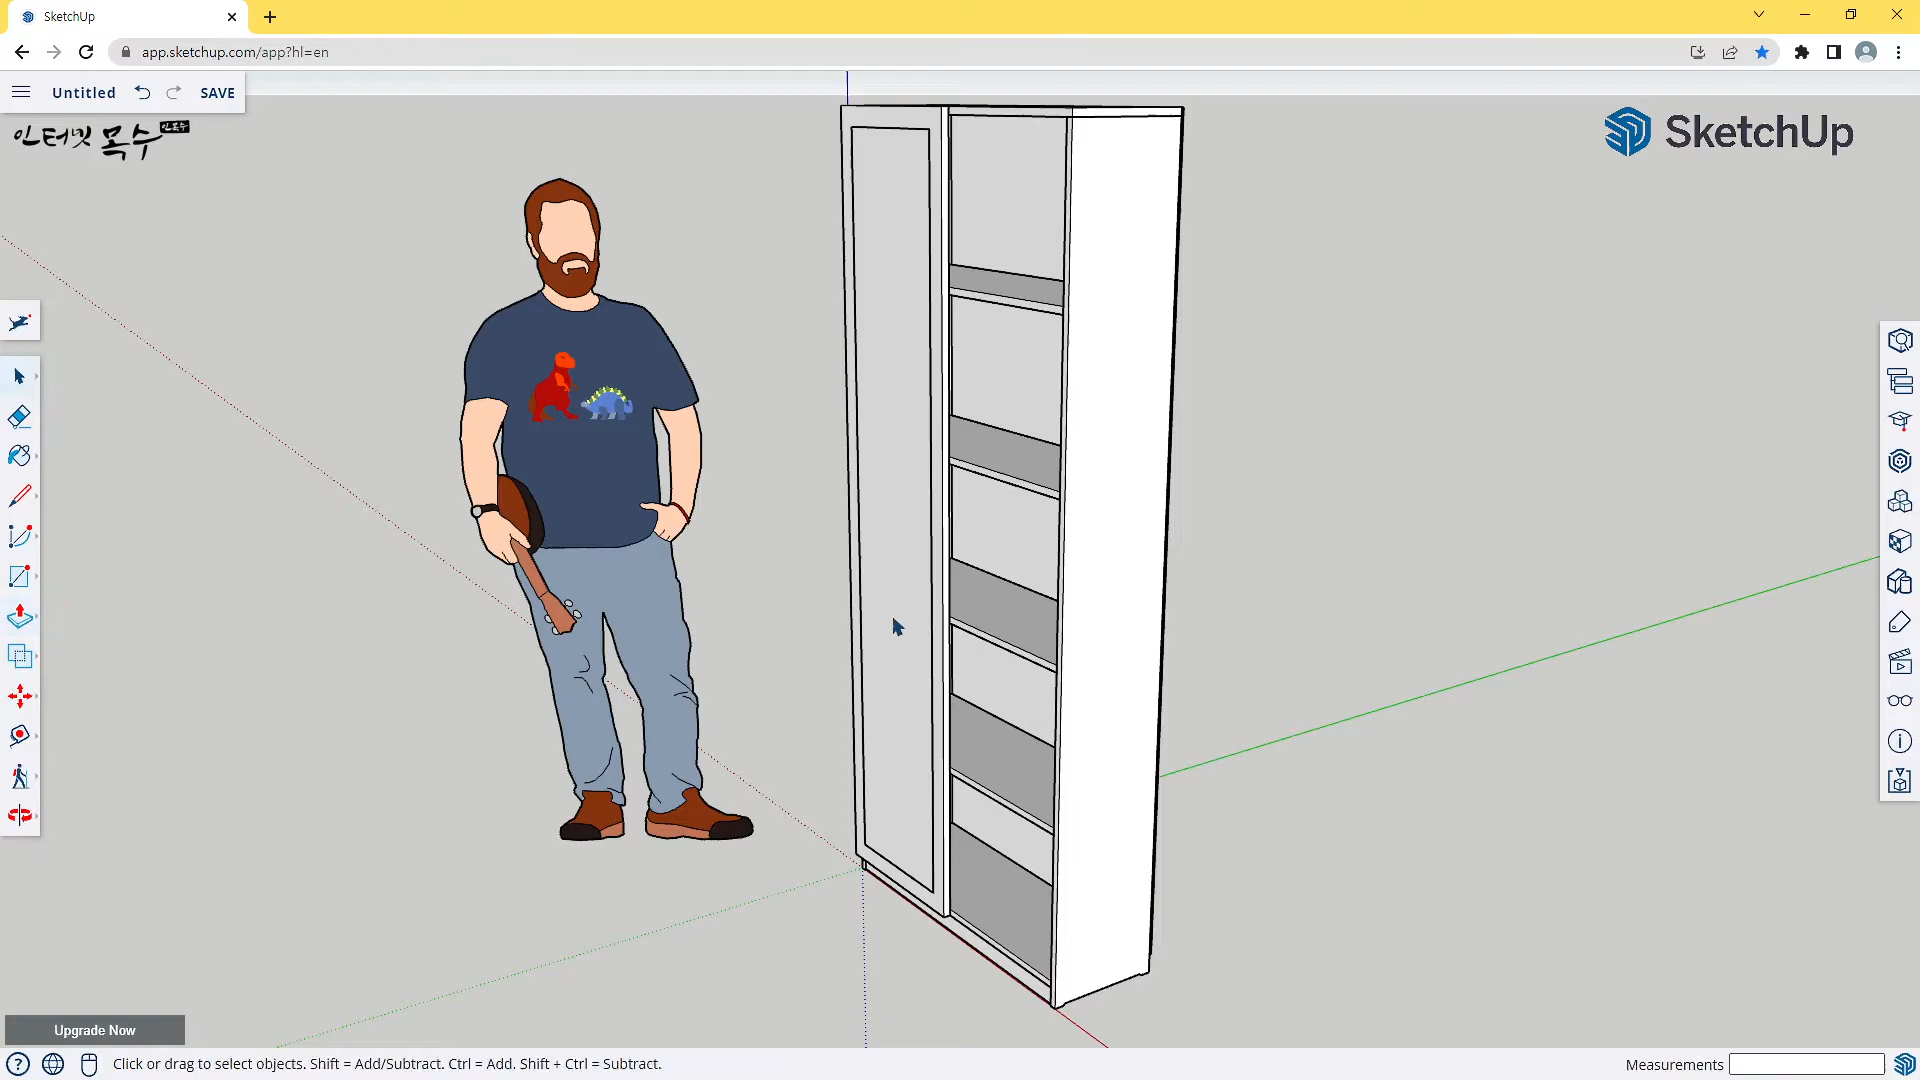 SketchUp
app.sketchup.com/app?hl=en
Untitled
SAVE
인터넷 목수
SketchUp
Upgrade Now
Click or drag to select objects. Shift = Add/Subtract. Ctrl = Add. Shift + Ctrl = Subtract.
Measurements